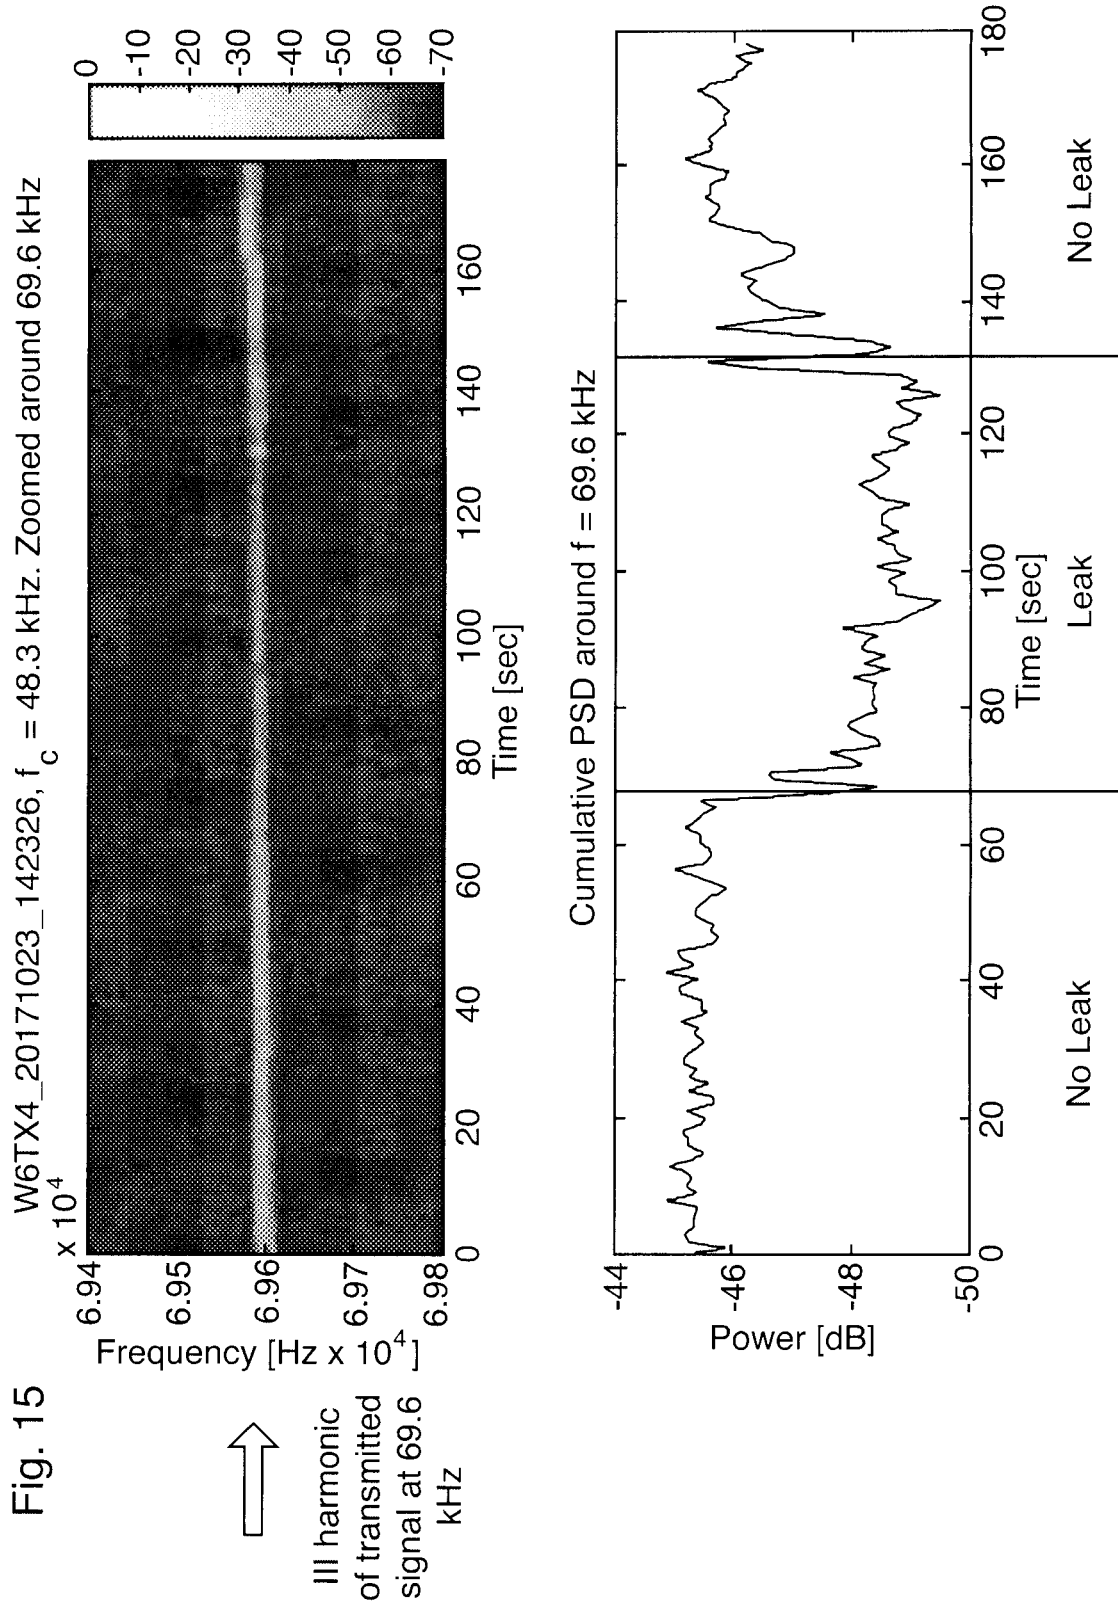 Fig. 15
W6TX4_20171023_142326, f_c = 48.3 kHz. Zoomed around 69.6 kHz
x 10^4
6.94
6.95
6.96
6.97
6.98
Frequency [Hz x 10^4]
III harmonic
of transmitted
signal at 69.6
kHz
0
20
40
60
80
100
120
140
160
Time [sec]
0
-10
-20
-30
-40
-50
-60
-70
Cumulative PSD around f = 69.6 kHz
-44
-46
-48
-50
Power [dB]
0
20
40
60
80
100
120
140
160
180
Time [sec]
No Leak
Leak
No Leak